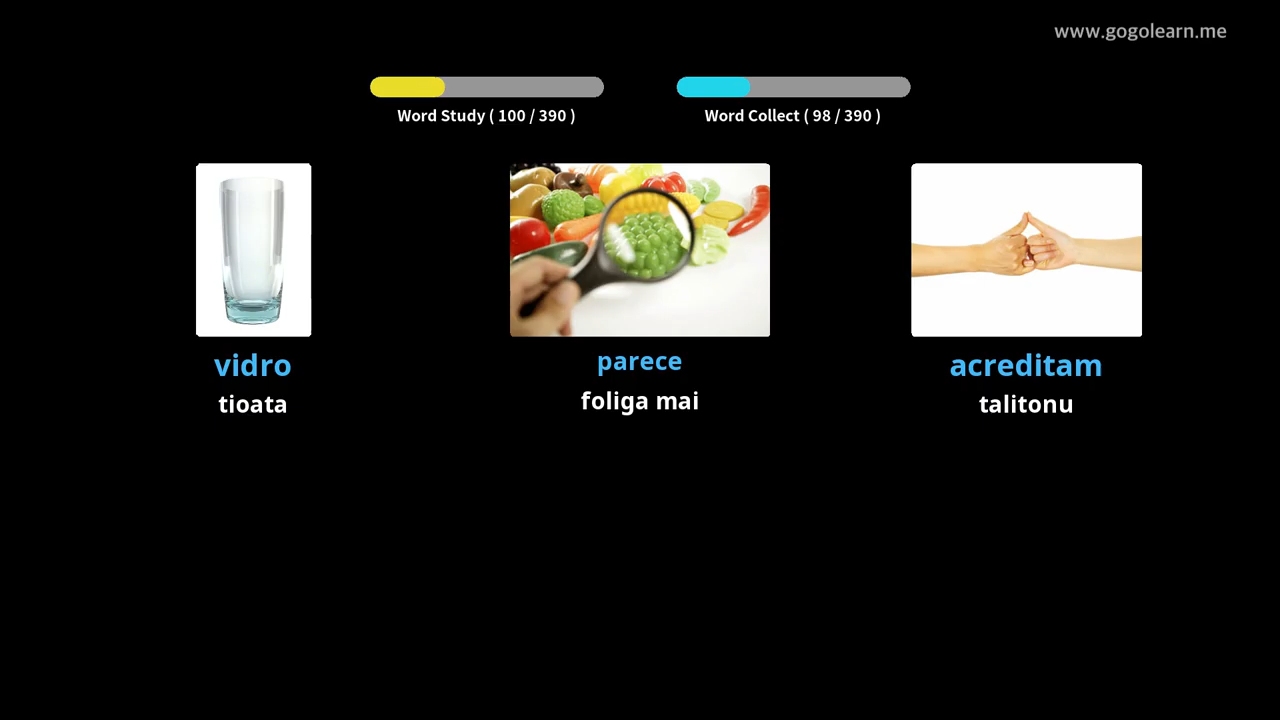 www.gogolearn.me
Word Study ( 100 / 390 )
Word Collect ( 98 / 390 )
vidro
tioata
parece
foliga mai
acreditam
talitonu